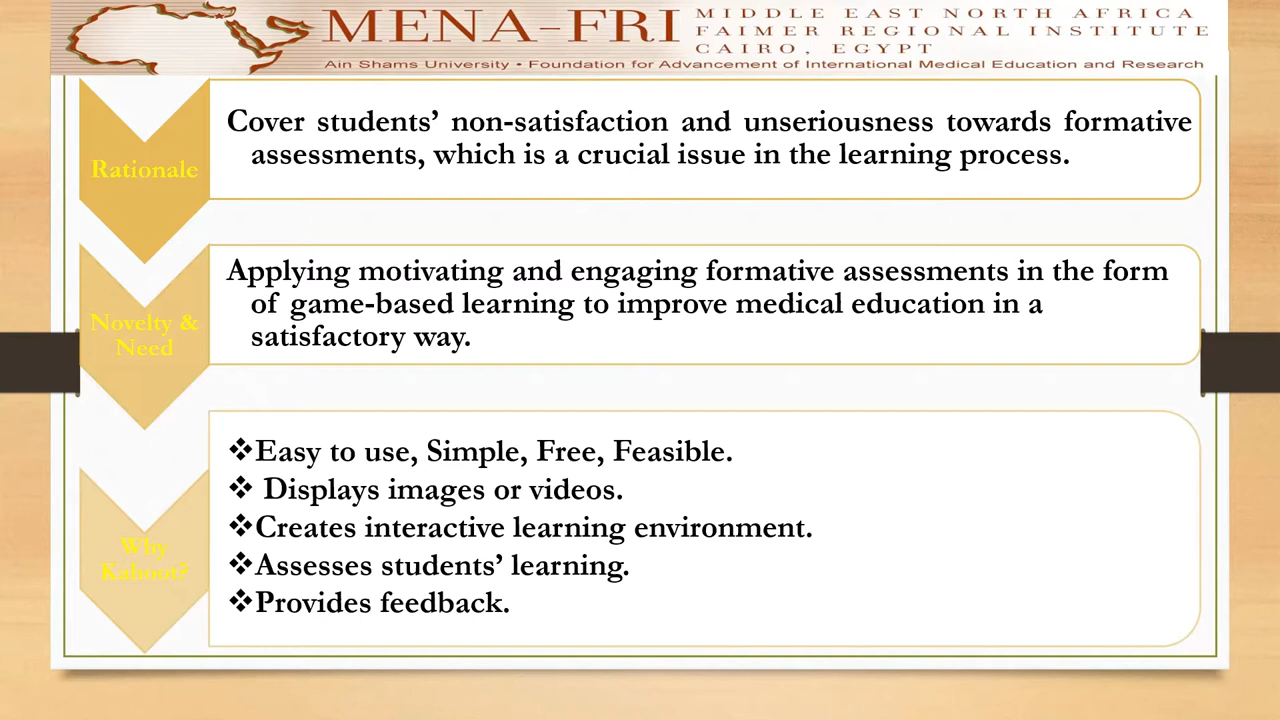 MENA-FRI
MIDDLE EAST NORTH AFRICA
FAIMER REGIONAL INSTITUTE
CAIRO, EGYPT
Ain Shams University • Foundation for Advancement of International Medical Education and Research
Rationale
Cover students’ non-satisfaction and unseriousness towards formative
assessments, which is a crucial issue in the learning process.
Novelty &
Need
Applying motivating and engaging formative assessments in the form
of game-based learning to improve medical education in a
satisfactory way.
Why
Kahoot?
❖Easy to use, Simple, Free, Feasible.
❖ Displays images or videos.
❖Creates interactive learning environment.
❖Assesses students’ learning.
❖Provides feedback.